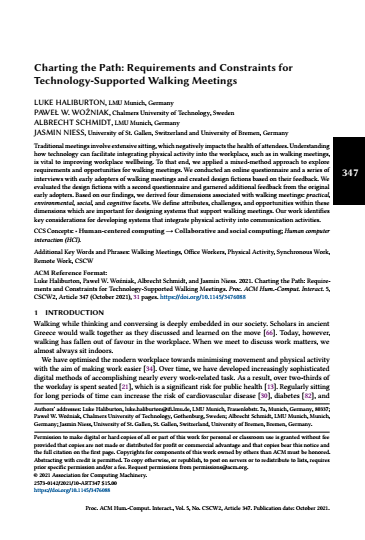 Charting the Path: Requirements and Constraints for
Technology-Supported Walking Meetings
LUKE HALIBURTON, LMU Munich, Germany
PAWEŁ W. WOŹNIAK, Chalmers University of Technology, Sweden
ALBRECHT SCHMIDT, LMU Munich, Germany
JASMIN NIESS, University of St. Gallen, Switzerland and University of Bremen, Germany
Traditional meetings involve extensive sitting, which negatively impacts the health of attendees. Understanding
how technology can facilitate integrating physical activity into the workplace, such as in walking meetings,
is vital to improving workplace wellbeing. To that end, we applied a mixed-method approach to explore
requirements and opportunities for walking meetings. We conducted an online questionnaire and a series of
interviews with early adopters of walking meetings and created design fictions based on their feedback. We
evaluated the design fictions with a second questionnaire and garnered additional feedback from the original
early adopters. Based on our findings, we derived four dimensions associated with walking meetings: practical,
environmental, social, and cognitive facets. We define attributes, challenges, and opportunities within these
dimensions which are important for designing systems that support walking meetings. Our work identifies
key considerations for developing systems that integrate physical activity into communication activities.
347
CCS Concepts: • Human-centered computing → Collaborative and social computing; Human computer
interaction (HCI).
Additional Key Words and Phrases: Walking Meetings, Office Workers, Physical Activity, Synchronous Work,
Remote Work, CSCW
ACM Reference Format:
Luke Haliburton, Paweł W. Woźniak, Albrecht Schmidt, and Jasmin Niess. 2021. Charting the Path: Require-
ments and Constraints for Technology-Supported Walking Meetings. Proc. ACM Hum.-Comput. Interact. 5,
CSCW2, Article 347 (October 2021), 31 pages. https://doi.org/10.1145/3476088
1 INTRODUCTION
Walking while thinking and conversing is deeply embedded in our society. Scholars in ancient
Greece would walk together as they discussed and learned on the move [66]. Today, however,
walking has fallen out of favour in the workplace. When we meet to discuss work matters, we
almost always sit indoors.
We have optimised the modern workplace towards minimising movement and physical activity
with the aim of making work easier [34]. Over time, we have developed increasingly sophisticated
digital methods of accomplishing nearly every work-related task. As a result, over two-thirds of
the workday is spent seated [21], which is a significant risk for public health [13]. Regularly sitting
for long periods of time can increase the risk of cardiovascular disease [30], diabetes [82], and
Authors' addresses: Luke Haliburton, luke.haliburton@ifi.lmu.de, LMU Munich, Frauenlobstr. 7a, Munich, Germany, 80337;
Paweł W. Woźniak, Chalmers University of Technology, Gothenburg, Sweden; Albrecht Schmidt, LMU Munich, Munich,
Germany; Jasmin Niess, University of St. Gallen, St. Gallen, Switzerland, University of Bremen, Bremen, Germany.
Permission to make digital or hard copies of all or part of this work for personal or classroom use is granted without fee
provided that copies are not made or distributed for profit or commercial advantage and that copies bear this notice and
the full citation on the first page. Copyrights for components of this work owned by others than ACM must be honored.
Abstracting with credit is permitted. To copy otherwise, or republish, to post on servers or to redistribute to lists, requires
prior specific permission and/or a fee. Request permissions from permissions@acm.org.
© 2021 Association for Computing Machinery.
2573-0142/2021/10-ART347 $15.00
https://doi.org/10.1145/3476088
Proc. ACM Hum.-Comput. Interact., Vol. 5, No. CSCW2, Article 347. Publication date: October 2021.